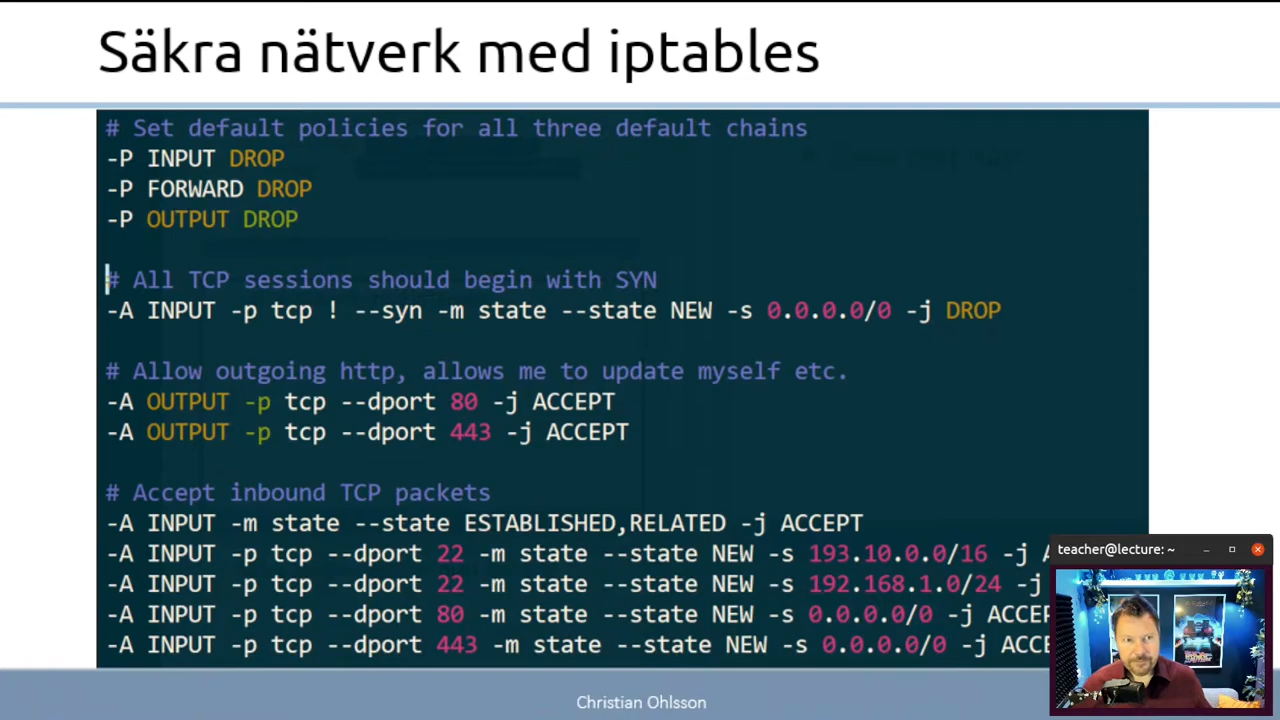 Säkra nätverk med iptables
# Set default policies for all three default chains
-P INPUT DROP
-P FORWARD DROP
-P OUTPUT DROP
# All TCP sessions should begin with SYN
-A INPUT -p tcp ! --syn -m state --state NEW -s 0.0.0.0/0 -j DROP
# Allow outgoing http, allows me to update myself etc.
-A OUTPUT -p tcp --dport 80 -j ACCEPT
-A OUTPUT -p tcp --dport 443 -j ACCEPT
# Accept inbound TCP packets
-A INPUT -m state --state ESTABLISHED,RELATED -j ACCEPT
-A INPUT -p tcp --dport 22 -m state --state NEW -s 193.10.0.0/16 -j A
-A INPUT -p tcp --dport 22 -m state --state NEW -s 192.168.1.0/24 -j
-A INPUT -p tcp --dport 80 -m state --state NEW -s 0.0.0.0/0 -j ACCE
-A INPUT -p tcp --dport 443 -m state --state NEW -s 0.0.0.0/0 -j ACC
teacher@lecture: ~
Christian Ohlsson